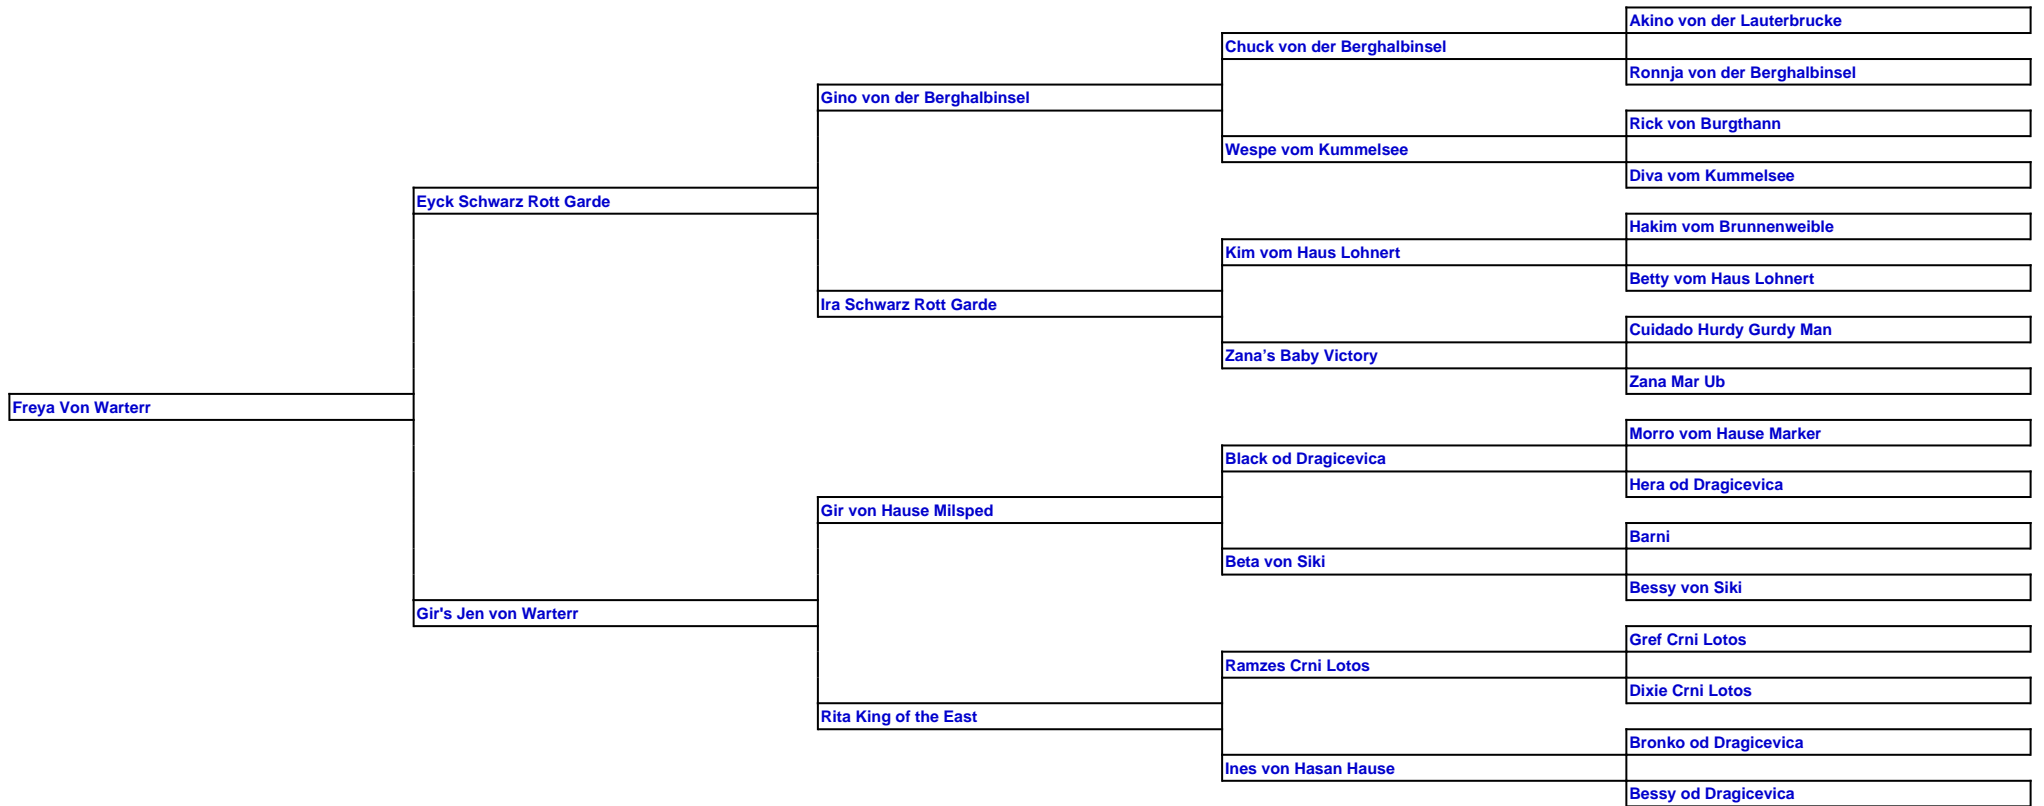 Akino von der Lauterbrucke
Chuck von der Berghalbinsel
Ronnja von der Berghalbinsel
Gino von der Berghalbinsel
Rick von Burgthann
Wespe vom Kummelsee
Diva vom Kummelsee
Eyck Schwarz Rott Garde
Hakim vom Brunnenweible
Kim vom Haus Lohnert
Betty vom Haus Lohnert
Ira Schwarz Rott Garde
Cuidado Hurdy Gurdy Man
Zana’s Baby Victory
Zana Mar Ub
Freya Von Warterr
Morro vom Hause Marker
Black od Dragicevica
Hera od Dragicevica
Gir von Hause Milsped
Barni
Beta von Siki
Bessy von Siki
Gir's Jen von Warterr
Gref Crni Lotos
Ramzes Crni Lotos
Dixie Crni Lotos
Rita King of the East
Bronko od Dragicevica
Ines von Hasan Hause
Bessy od Dragicevica